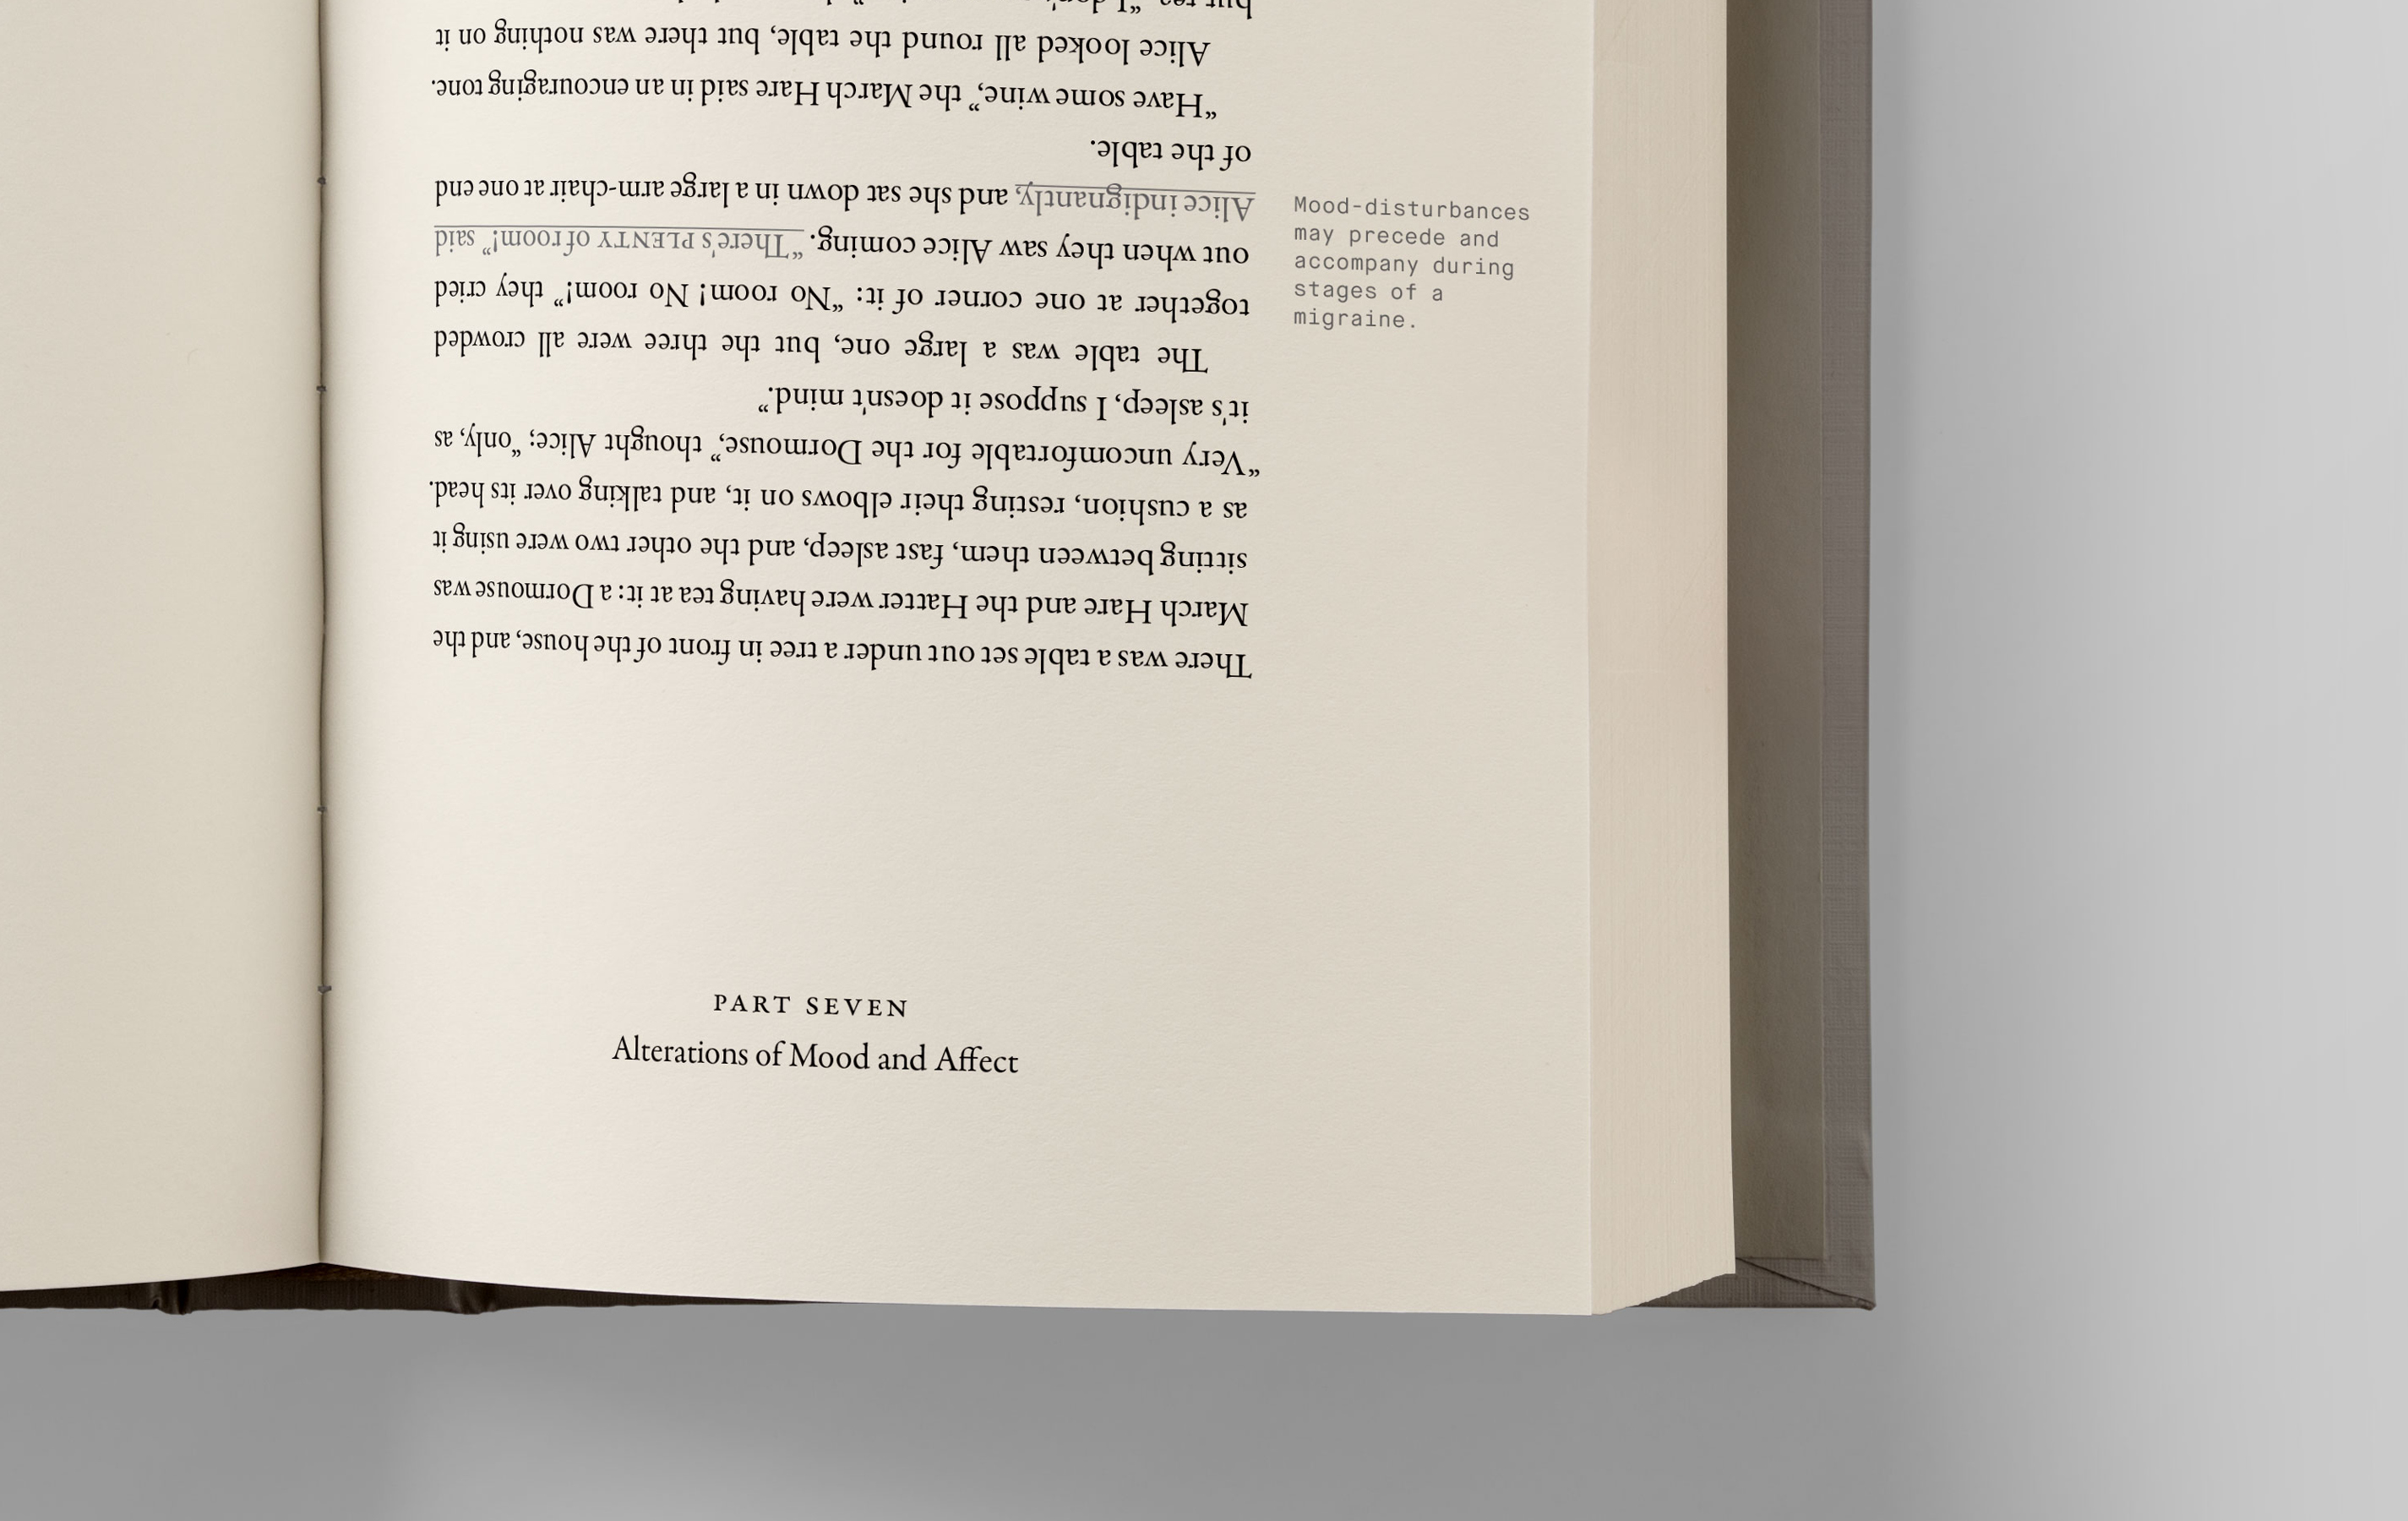 PART SEVEN
Alterations of Mood and Affect
There was a table set out under a tree in front of the house, and the
March Hare and the Hatter were having tea at it: a Dormouse was
sitting between them, fast asleep, and the other two were using it
as a cushion, resting their elbows on it, and talking over its head.
“Very uncomfortable for the Dormouse,” thought Alice; “only, as
it's asleep, I suppose it doesn't mind.”
The table was a large one, but the three were all crowded
together at one corner of it: “No room! No room!” they cried
out when they saw Alice coming. “There's PLENTY of room!” said
Alice indignantly, and she sat down in a large arm-chair at one end
of the table.
“Have some wine,” the March Hare said in an encouraging tone.
Alice looked all round the table, but there was nothing on it
but tea. “I don't
Mood-disturbances
may precede and
accompany during
stages of a
migraine.